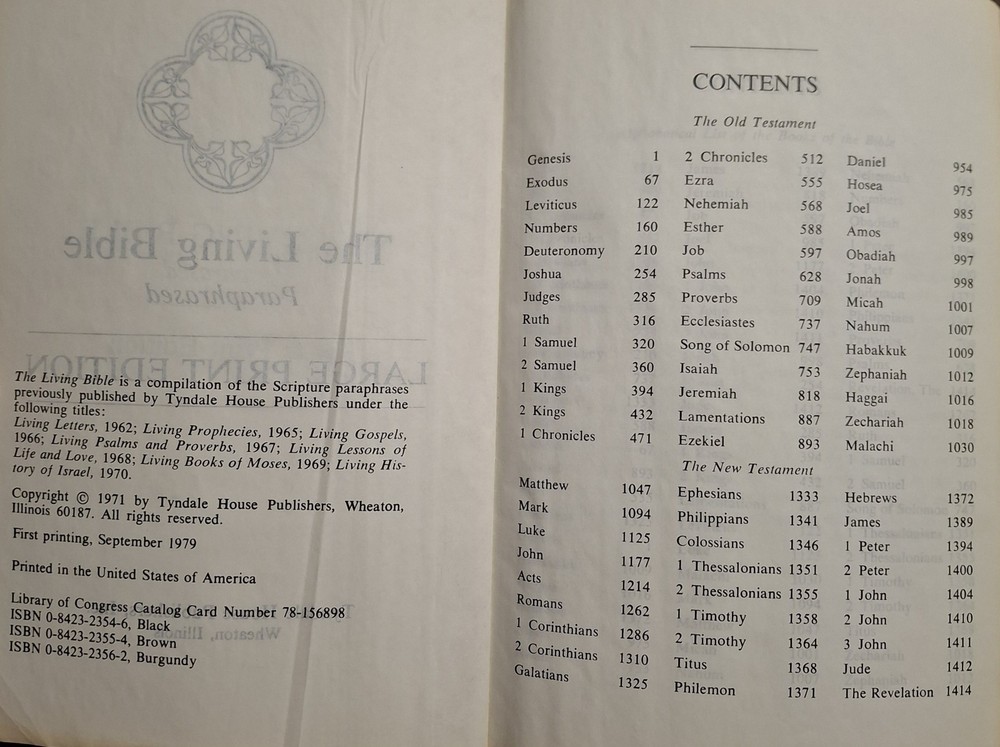 The Living Bible
Paraphrased
LARGE PRINT EDITION
The Living Bible is a compilation of the Scripture paraphrases
previously published by Tyndale House Publishers under the
following titles:
Living Letters, 1962; Living Prophecies, 1965; Living Gospels,
1966; Living Psalms and Proverbs, 1967; Living Lessons of
Life and Love, 1968; Living Books of Moses, 1969; Living His-
tory of Israel, 1970.
Copyright © 1971 by Tyndale House Publishers, Wheaton,
Illinois 60187. All rights reserved.
First printing, September 1979
Printed in the United States of America
Library of Congress Catalog Card Number 78-156898
ISBN 0-8423-2354-6, Black
ISBN 0-8423-2355-4, Brown
ISBN 0-8423-2356-2, Burgundy
Wheaton, Illinois
CONTENTS
The Old Testament
Genesis 1 2 Chronicles 512 Daniel 954
Exodus 67 Ezra 555 Hosea 975
Leviticus 122 Nehemiah 568 Joel 985
Numbers 160 Esther 588 Amos 989
Deuteronomy 210 Job 597 Obadiah 997
Joshua 254 Psalms 628 Jonah 998
Judges 285 Proverbs 709 Micah 1001
Ruth 316 Ecclesiastes 737 Nahum 1007
1 Samuel 320 Song of Solomon 747 Habakkuk 1009
2 Samuel 360 Isaiah 753 Zephaniah 1012
1 Kings 394 Jeremiah 818 Haggai 1016
2 Kings 432 Lamentations 887 Zechariah 1018
1 Chronicles 471 Ezekiel 893 Malachi 1030
The New Testament
Matthew 1047 Ephesians 1333 Hebrews 1372
Mark 1094 Philippians 1341 James 1389
Luke 1125 Colossians 1346 1 Peter 1394
John 1177 1 Thessalonians 1351 2 Peter 1400
Acts 1214 2 Thessalonians 1355 1 John 1404
Romans 1262 1 Timothy 1358 2 John 1410
1 Corinthians 1286 2 Timothy 1364 3 John 1411
2 Corinthians 1310 Titus 1368 Jude 1412
Galatians 1325 Philemon 1371 The Revelation 1414